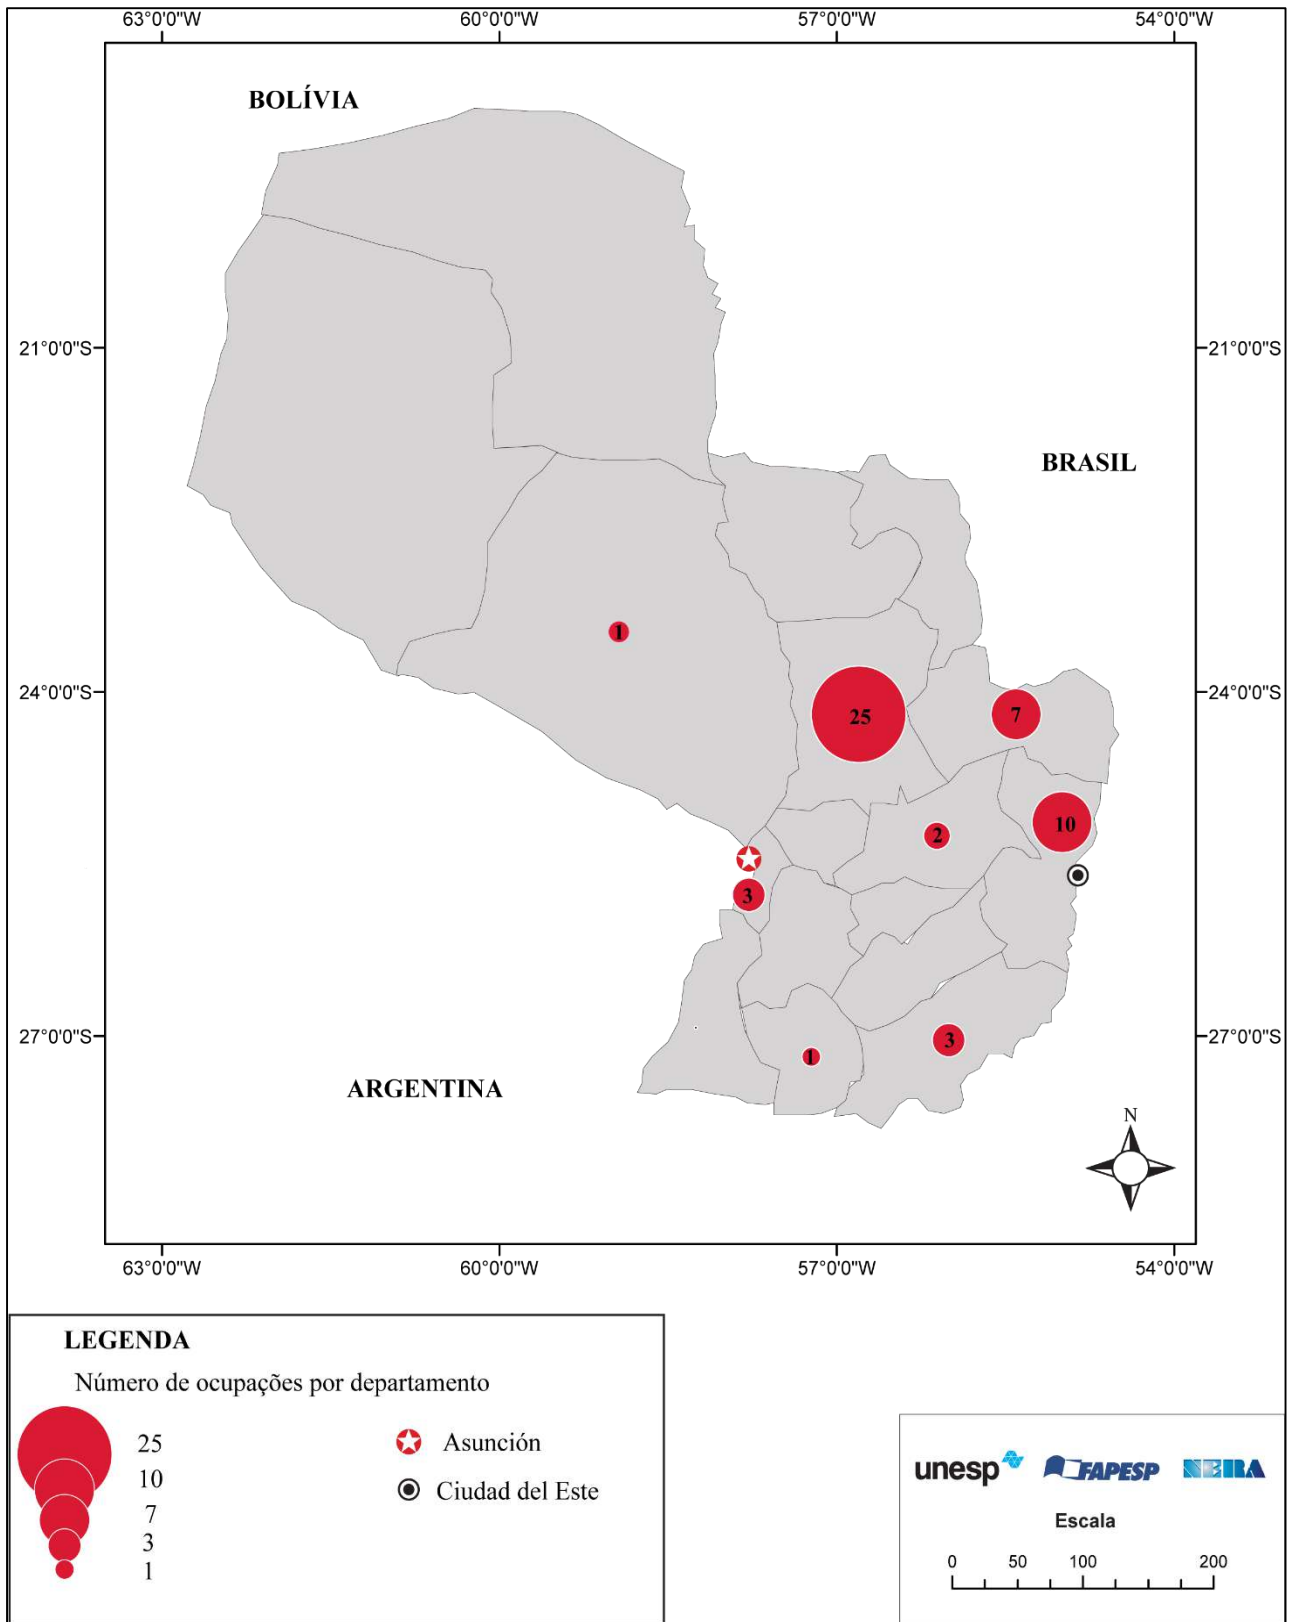 63°0'0"W 60°0'0"W 57°0'0"W 54°0'0"W
BOLÍVIA
21°0'0"S 21°0'0"S
BRASIL
1
24°0'0"S 24°0'0"S
25
7
10
2
3
27°0'0"S 27°0'0"S
3
1
ARGENTINA
N
63°0'0"W 60°0'0"W 57°0'0"W 54°0'0"W
LEGENDA
Número de ocupações por departamento
25
10
7
3
1
Asunción
Ciudad del Este
unesp FAPESP NERA
Escala
0 50 100 200